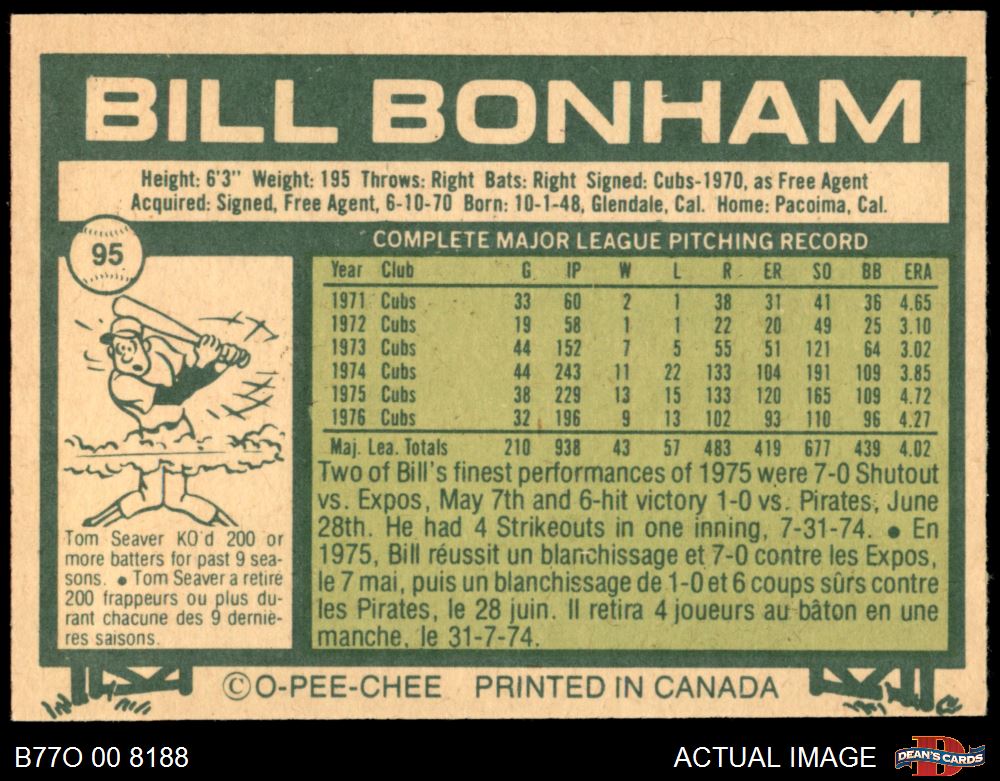 BILL BONHAM
Height: 6'3" Weight: 195 Throws: Right Bats: Right Signed: Cubs-1970, as Free Agent
Acquired: Signed, Free Agent, 6-10-70 Born: 10-1-48, Glendale, Cal. Home: Pacoima, Cal.
95
COMPLETE MAJOR LEAGUE PITCHING RECORD
Year Club G IP W L R ER SO BB ERA
1971 Cubs 33 60 2 1 38 31 41 36 4.65
1972 Cubs 19 58 1 1 22 20 49 25 3.10
1973 Cubs 44 152 7 5 55 51 121 64 3.02
1974 Cubs 44 243 11 22 133 104 191 109 3.85
1975 Cubs 38 229 13 15 133 120 165 109 4.72
1976 Cubs 32 196 9 13 102 93 110 96 4.27
Maj. Lea. Totals 210 938 43 57 483 419 677 439 4.02
Two of Bill's finest performances of 1975 were 7-0 Shutout
vs. Expos, May 7th and 6-hit victory 1-0 vs. Pirates, June
28th. He had 4 Strikeouts in one inning, 7-31-74. ● En
1975, Bill réussit un blanchissage et 7-0 contre les Expos,
le 7 mai, puis un blanchissage de 1-0 et 6 coups sûrs contre
les Pirates, le 28 juin. Il retira 4 joueurs au bâton en une
manche, le 31-7-74.
Tom Seaver KO'd 200 or
more batters for past 9 sea-
sons. ● Tom Seaver a retiré
200 frappeurs ou plus du-
rant chacune des 9 derniè-
res saisons.
© O-PEE-CHEE PRINTED IN CANADA
B77O 00 8188
ACTUAL IMAGE
D
DEAN'S CARDS